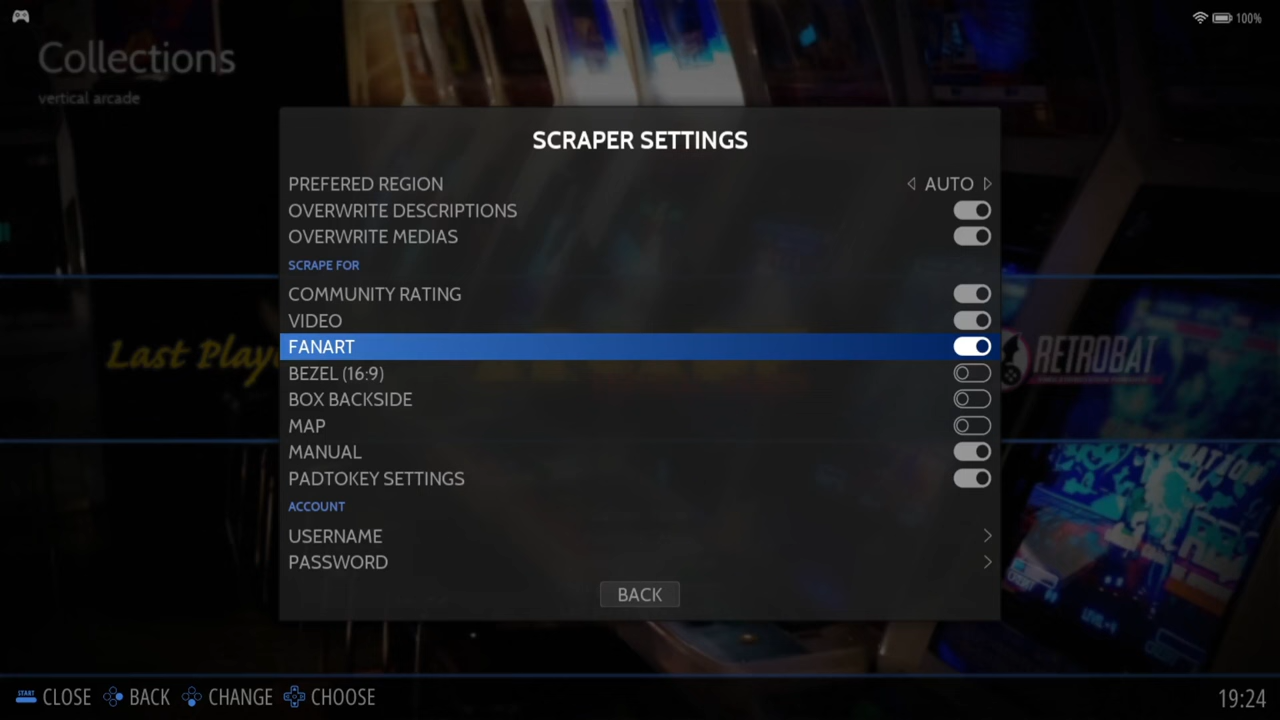 100%
Collections
vertical arcade
SCRAPER SETTINGS
PREFERED REGION AUTO
OVERWRITE DESCRIPTIONS
OVERWRITE MEDIAS
SCRAPE FOR
COMMUNITY RATING
VIDEO
Last Play
FANART
RETROBAT
BEZEL (16:9)
BOX BACKSIDE
MAP
MANUAL
PADTOKEY SETTINGS
ACCOUNT
USERNAME
PASSWORD
BACK
START CLOSE BACK CHANGE CHOOSE 19:24